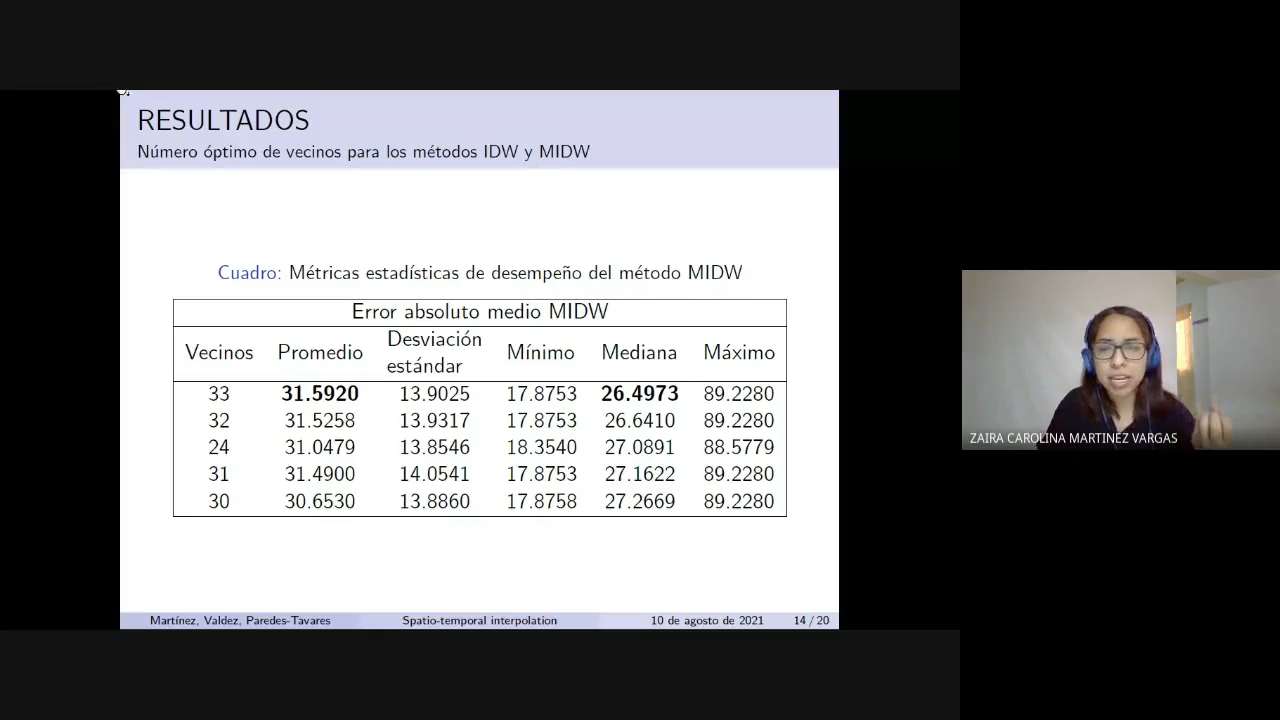 RESULTADOS
Número óptimo de vecinos para los métodos IDW y MIDW
Cuadro: Métricas estadísticas de desempeño del método MIDW
Error absoluto medio MIDW
Vecinos Promedio Desviación estándar Mínimo Mediana Máximo
33 31.5920 13.9025 17.8753 26.4973 89.2280
32 31.5258 13.9317 17.8753 26.6410 89.2280
24 31.0479 13.8546 18.3540 27.0891 88.5779
31 31.4900 14.0541 17.8753 27.1622 89.2280
30 30.6530 13.8860 17.8758 27.2669 89.2280
Martínez, Valdez, Paredes-Tavares Spatio-temporal interpolation 10 de agosto de 2021 14 / 20
ZAIRA CAROLINA MARTINEZ VARGAS